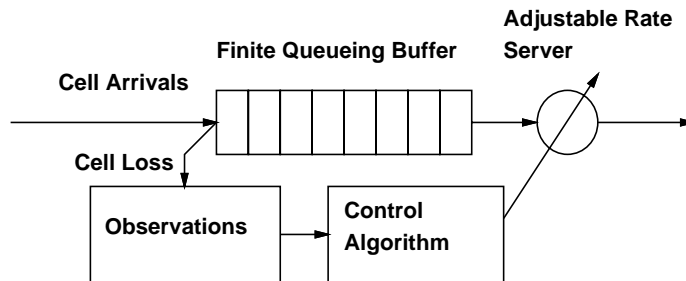 Adjustable Rate
Server
Finite Queueing Buffer
Cell Arrivals
Cell Loss
Observations
Control
Algorithm